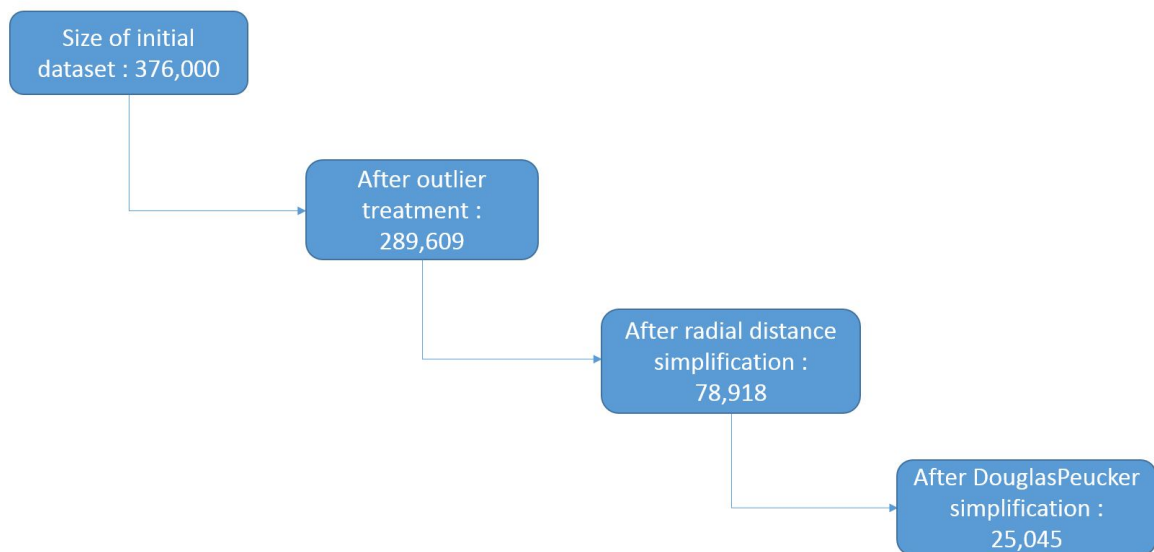 Size of initial
dataset : 376,000
After outlier
treatment :
289,609
After radial distance
simplification :
78,918
After DouglasPeucker
simplification :
25,045